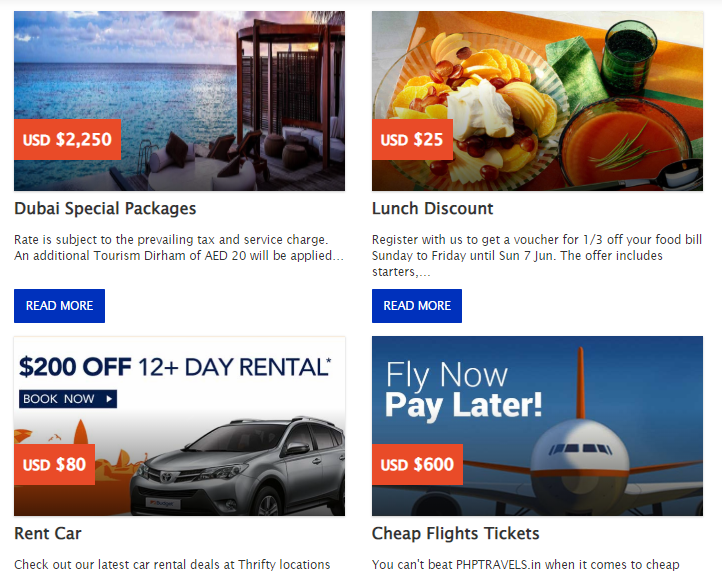 USD $2,250
Dubai Special Packages
Rate is subject to the prevailing tax and service charge.
An additional Tourism Dirham of AED 20 will be applied...
READ MORE
USD $25
Lunch Discount
Register with us to get a voucher for 1/3 off your food bill
Sunday to Friday until Sun 7 Jun. The offer includes
starters,...
READ MORE
$200 OFF 12+ DAY RENTAL*
BOOK NOW
USD $80
Rent Car
Check out our latest car rental deals at Thrifty locations
Fly Now
Pay Later!
USD $600
Cheap Flights Tickets
You can't beat PHPTRAVELS.in when it comes to cheap